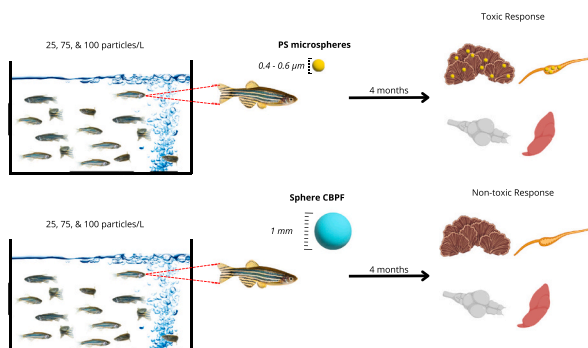 Toxic Response
25, 75, & 100 particles/L
PS microspheres
0.4 - 0.6 µm
4 months
Non-toxic Response
25, 75, & 100 particles/L
Sphere CBPF
1 mm
4 months